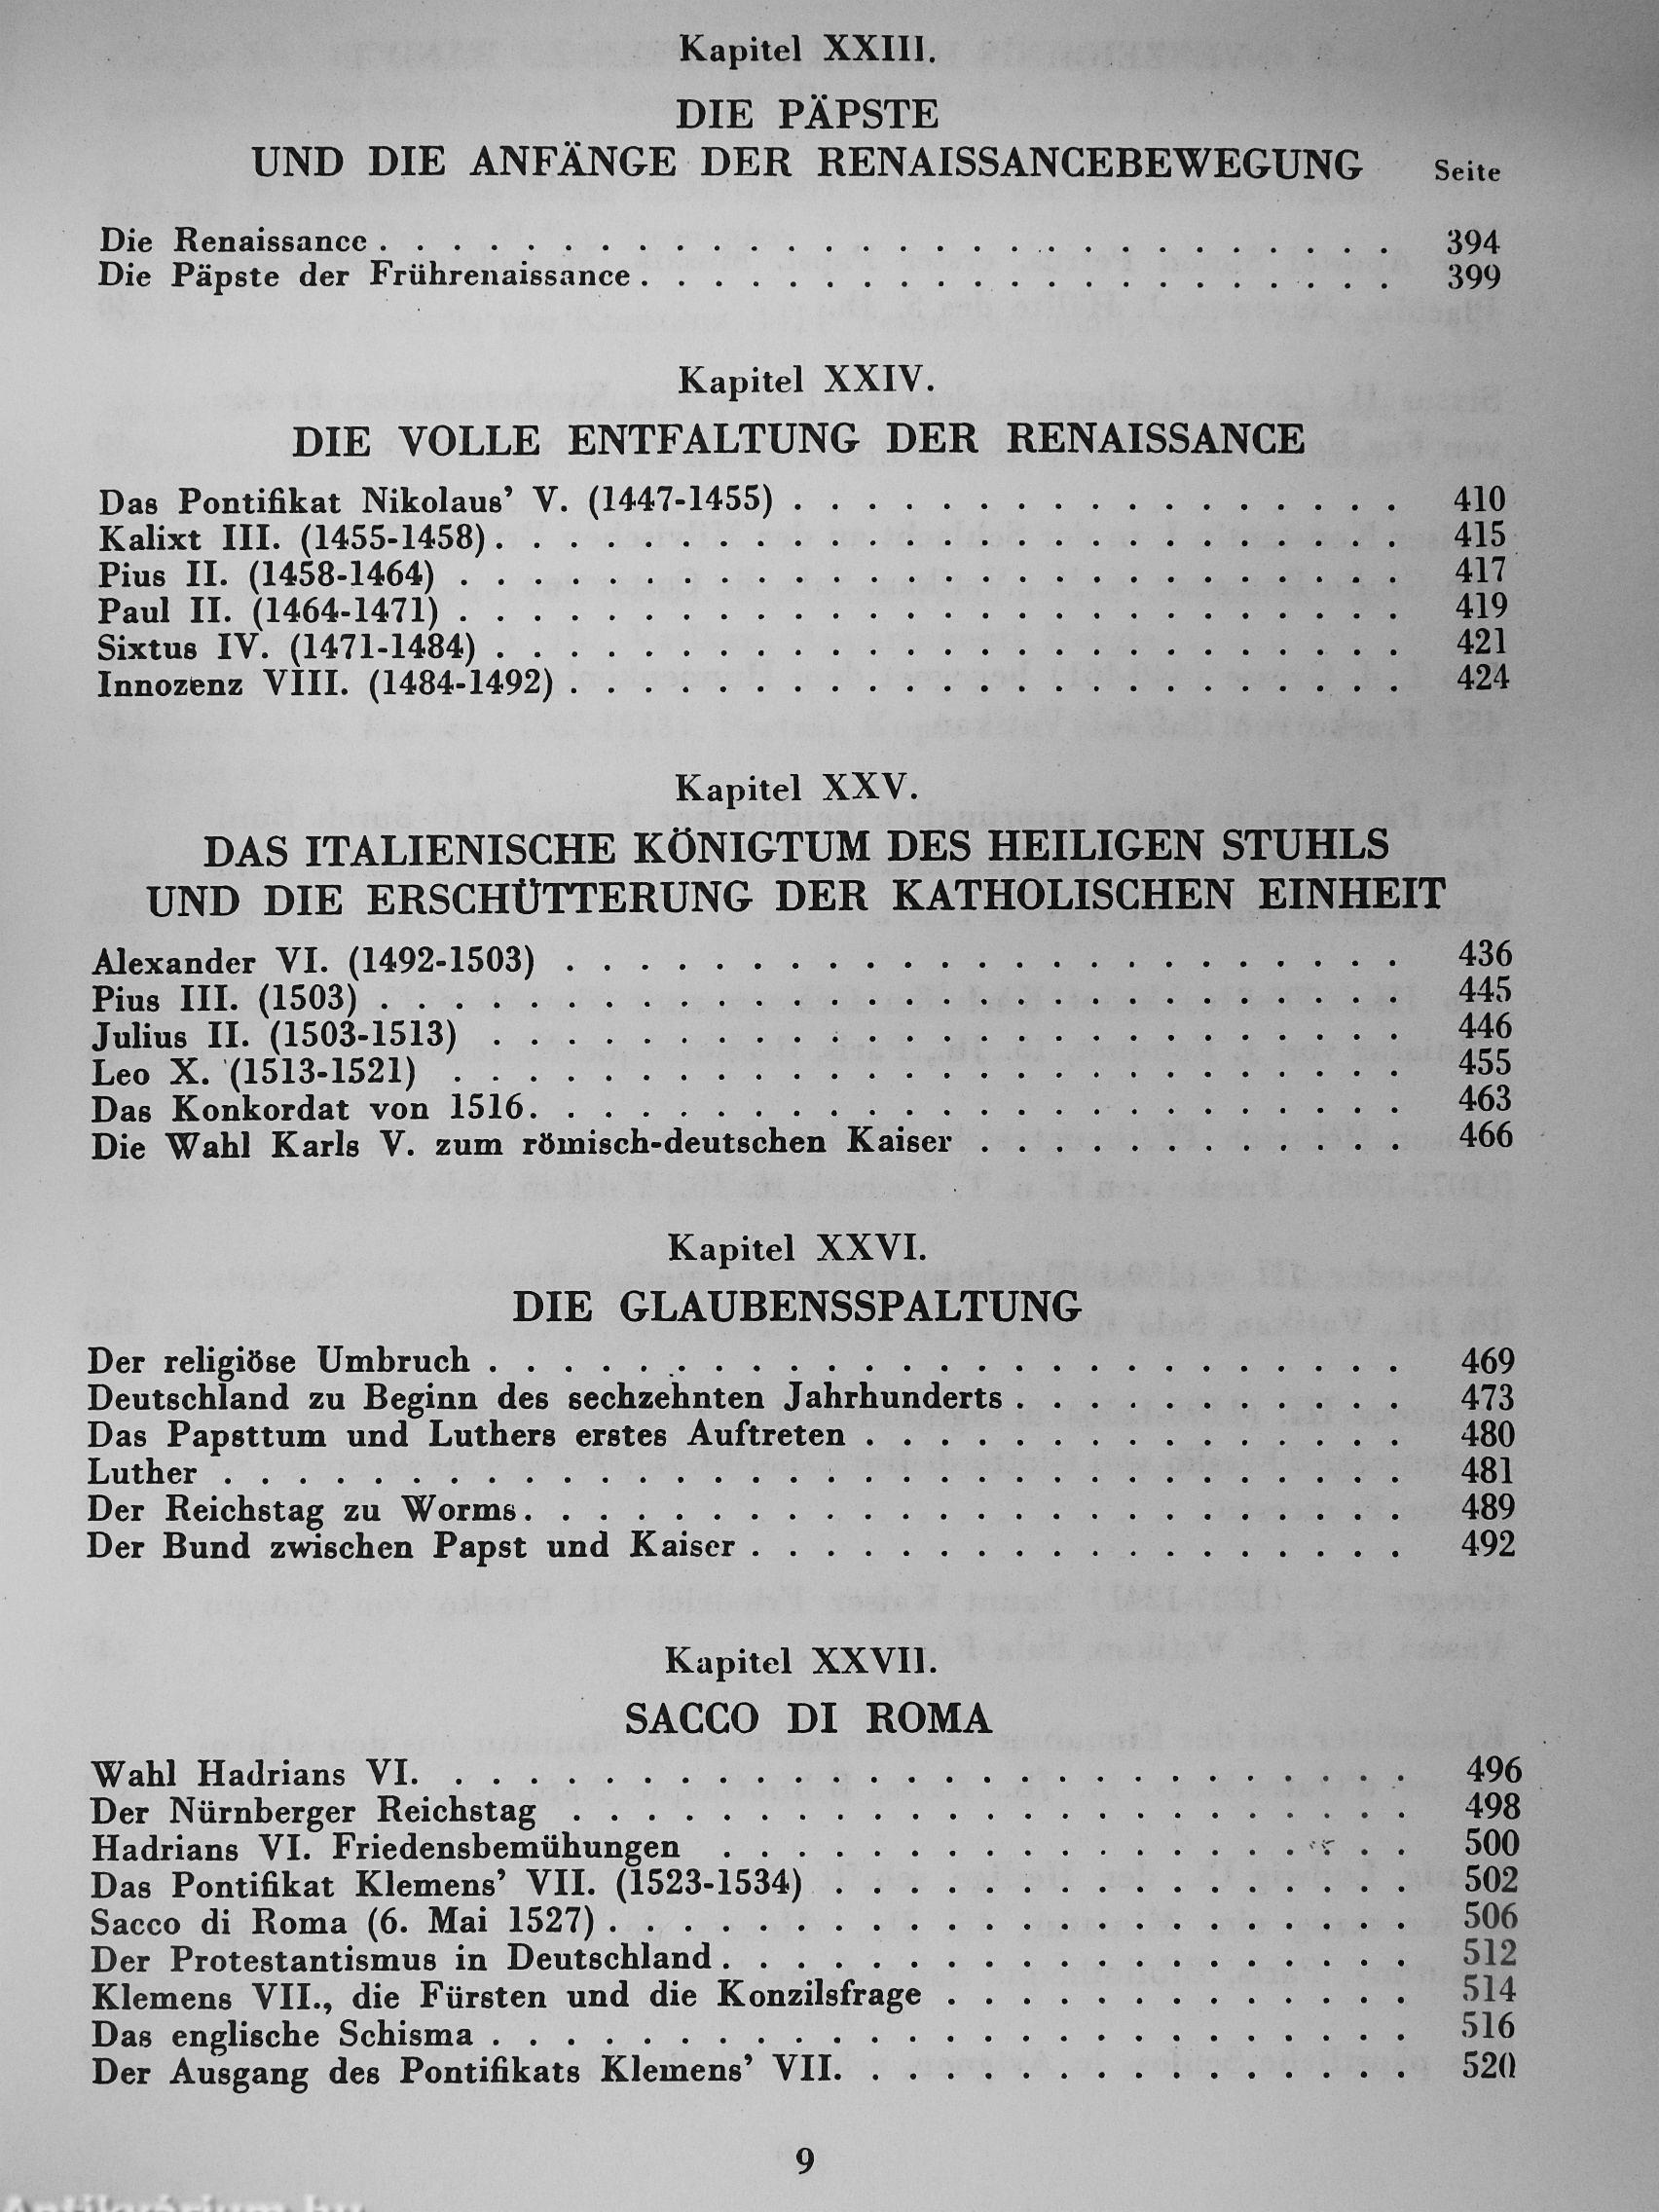 Kapitel XXIII.
DIE PÄPSTE
UND DIE ANFÄNGE DER RENAISSANCEBEWEGUNG Seite
Die Renaissance . . . . . . . . . . . . . . . . . . . . 394
Die Päpste der Frührenaissance . . . . . . . . . . . . . . . . . . . . 399
Kapitel XXIV.
DIE VOLLE ENTFALTUNG DER RENAISSANCE
Das Pontifikat Nikolaus’ V. (1447-1455) . . . . . . . . . . . . . . . . . 410
Kalixt III. (1455-1458) . . . . . . . . . . . . . . . . . . . . 415
Pius II. (1458-1464) . . . . . . . . . . . . . . . . . . . . 417
Paul II. (1464-1471) . . . . . . . . . . . . . . . . . . . . 419
Sixtus IV. (1471-1484) . . . . . . . . . . . . . . . . . . . . 421
Innozenz VIII. (1484-1492) . . . . . . . . . . . . . . . . . . . . 424
Kapitel XXV.
DAS ITALIENISCHE KÖNIGTUM DES HEILIGEN STUHLS
UND DIE ERSCHÜTTERUNG DER KATHOLISCHEN EINHEIT
Alexander VI. (1492-1503) . . . . . . . . . . . . . . . . . . . . 436
Pius III. (1503) . . . . . . . . . . . . . . . . . . . . 445
Julius II. (1503-1513) . . . . . . . . . . . . . . . . . . . . 446
Leo X. (1513-1521) . . . . . . . . . . . . . . . . . . . . 455
Das Konkordat von 1516 . . . . . . . . . . . . . . . . . . . . 463
Die Wahl Karls V. zum römisch-deutschen Kaiser . . . . . . . . . . . . 466
Kapitel XXVI.
DIE GLAUBENSSPALTUNG
Der religiöse Umbruch . . . . . . . . . . . . . . . . . . . . 469
Deutschland zu Beginn des sechzehnten Jahrhunderts . . . . . . . . . . . 473
Das Papsttum und Luthers erstes Auftreten . . . . . . . . . . . . . . . 480
Luther . . . . . . . . . . . . . . . . . . . . 481
Der Reichstag zu Worms . . . . . . . . . . . . . . . . . . . . 489
Der Bund zwischen Papst und Kaiser . . . . . . . . . . . . . . . . . . 492
Kapitel XXVII.
SACCO DI ROMA
Wahl Hadrians VI. . . . . . . . . . . . . . . . . . . . . 496
Der Nürnberger Reichstag . . . . . . . . . . . . . . . . . . . . 498
Hadrians VI. Friedensbemühungen . . . . . . . . . . . . . . . . . . . 500
Das Pontifikat Klemens’ VII. (1523-1534) . . . . . . . . . . . . . . . . 502
Sacco di Roma (6. Mai 1527) . . . . . . . . . . . . . . . . . . . . 506
Der Protestantismus in Deutschland . . . . . . . . . . . . . . . . . . . 512
Klemens VII., die Fürsten und die Konzilsfrage . . . . . . . . . . . . . 514
Das englische Schisma . . . . . . . . . . . . . . . . . . . . 516
Der Ausgang des Pontifikats Klemens’ VII. . . . . . . . . . . . . . . . . 520
9